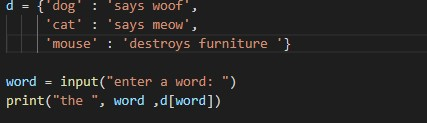 d = {'dog' : 'says woof',
'cat' : 'says meow',
'mouse' : 'destroys furniture '}
word = input("enter a word: ")
print("the ", word ,d[word])